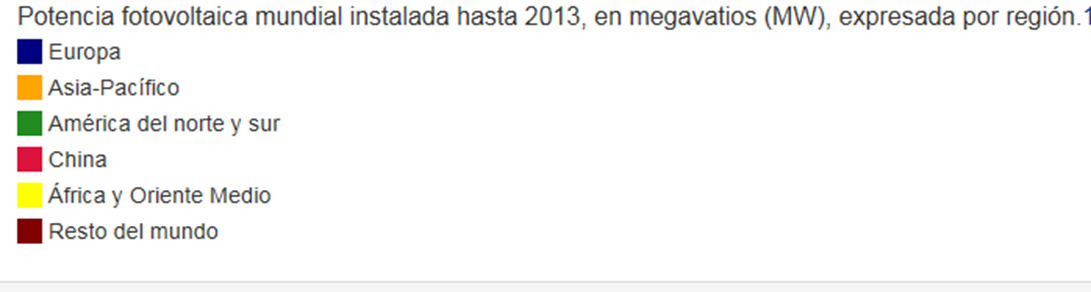 Potencia fotovoltaica mundial instalada hasta 2013, en megavatios (MW), expresada por región.1
Europa
Asia-Pacífico
América del norte y sur
China
África y Oriente Medio
Resto del mundo